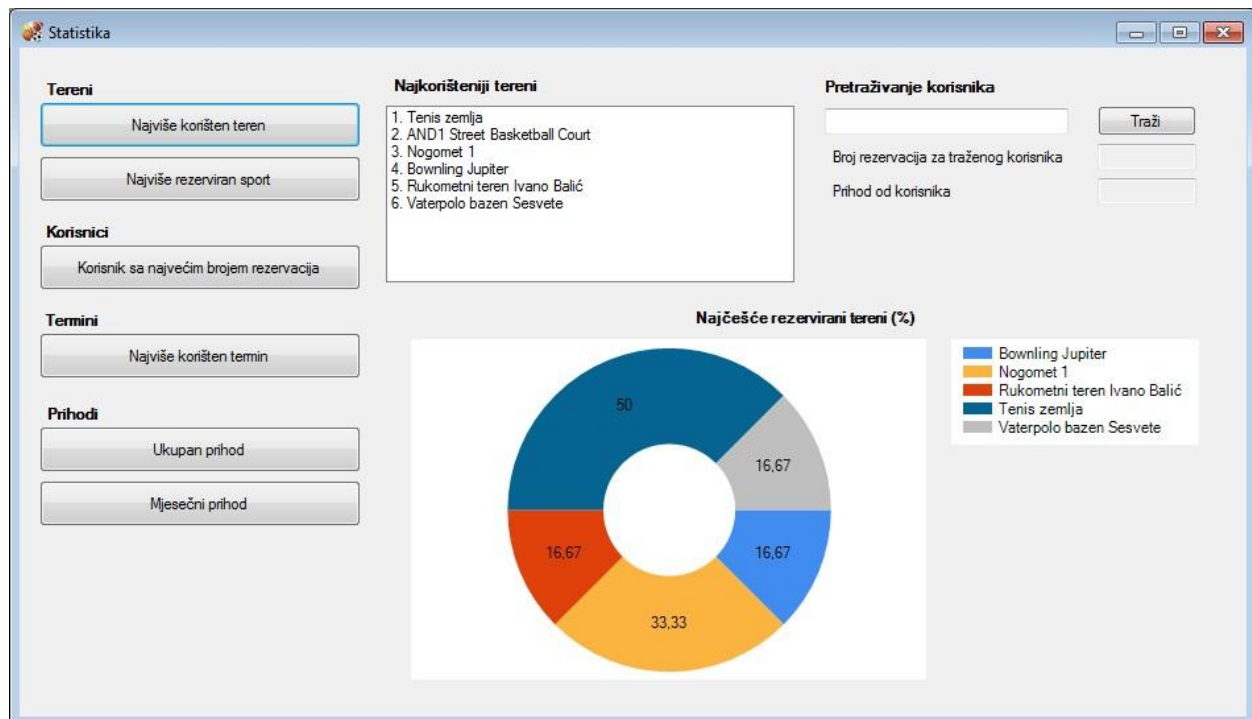 Statistika
Tereni
Najviše korišten teren
Najviše rezerviran sport
Korisnici
Korisnik sa najvećim brojem rezervacija
Termini
Najviše korišten termin
Prihodi
Ukupan prihod
Mjesečni prihod
Najkorišteniji tereni
1. Tenis zemlja
2. AND1 Street Basketball Court
3. Nogomet 1
4. Bownling Jupiter
5. Rukometni teren Ivano Balić
6. Vaterpolo bazen Sesvete
Pretraživanje korisnika
Traži
Broj rezervacija za traženog korisnika
Prihod od korisnika
Najčešće rezervirani tereni (%)
50
16,67
16,67
16,67
33,33
Bownling Jupiter
Nogomet 1
Rukometni teren Ivano Balić
Tenis zemlja
Vaterpolo bazen Sesvete